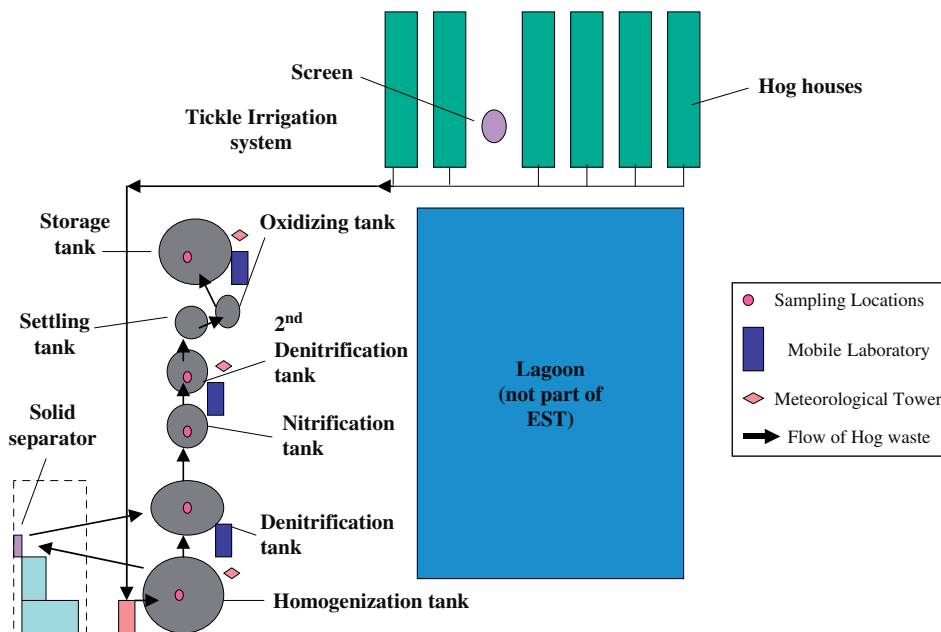 Screen
Hog houses
Tickle Irrigation
system
Storage
tank
Oxidizing tank
Settling
tank
2nd
Denitrification
tank
Solid
separator
Nitrification
tank
Denitrification
tank
Homogenization tank
Lagoon
(not part of
EST)
Sampling Locations
Mobile Laboratory
Meteorological Tower
Flow of Hog waste